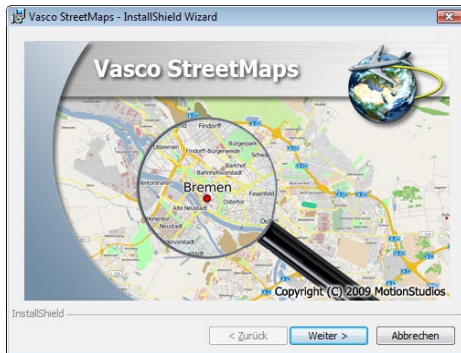 Vasco StreetMaps - InstallShield Wizard
Vasco StreetMaps
Findorff
Bürgerpark
Utbremen
Findorff-Bürgerweide
Schwa
Barkhof
Bahnhofsvorstadt
Bremen
Fesenfeld
Ostertor
Alte Neustadt
Neustadt
Copyright (C) 2009 MotionStudios
InstallShield
< Zurück
Weiter >
Abbrechen